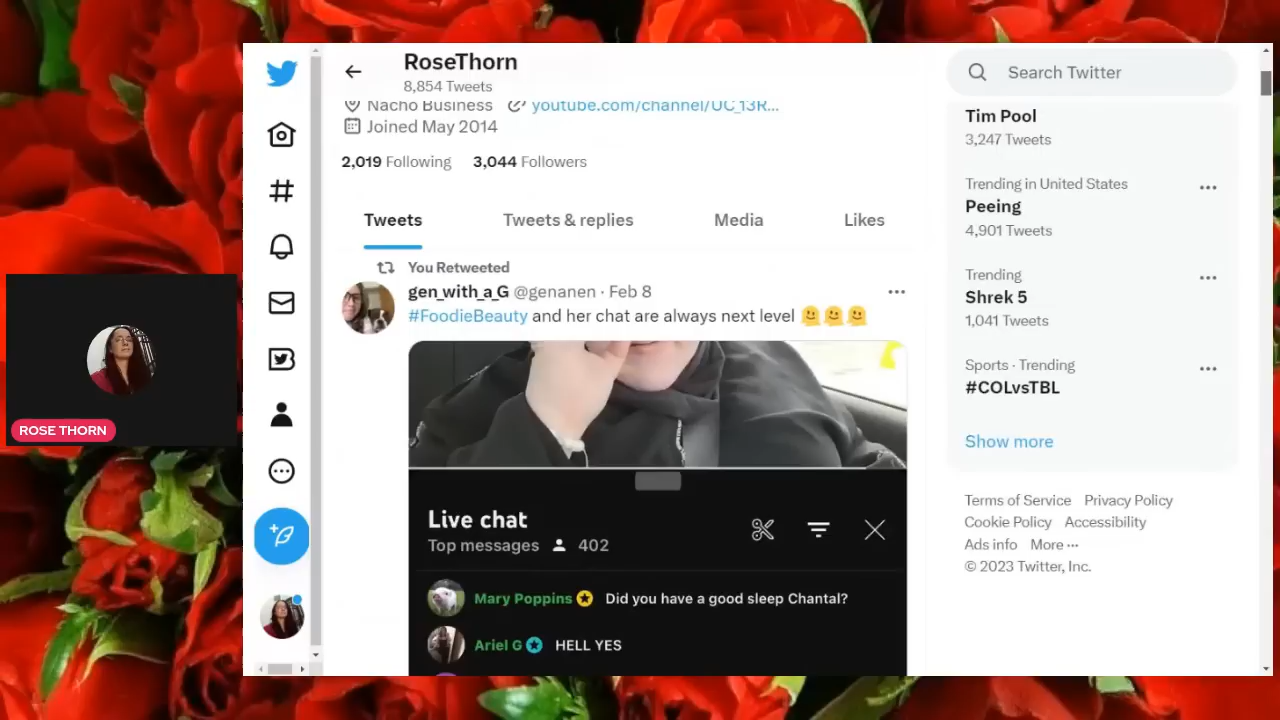 RoseThorn
8,854 Tweets
Nacho Business youtube.com/channel/UC_13R...
Joined May 2014
2,019 Following 3,044 Followers
Tweets Tweets & replies Media Likes
You Retweeted
gen_with_a_G @genanen · Feb 8
#FoodieBeauty and her chat are always next level
Live chat
Top messages 402
Mary Poppins Did you have a good sleep Chantal?
Ariel G HELL YES
ROSE THORN
Search Twitter
Tim Pool
3,247 Tweets
Trending in United States
Peeing
4,901 Tweets
Trending
Shrek 5
1,041 Tweets
Sports · Trending
#COLvsTBL
Show more
Terms of Service Privacy Policy
Cookie Policy Accessibility
Ads info More ...
© 2023 Twitter, Inc.